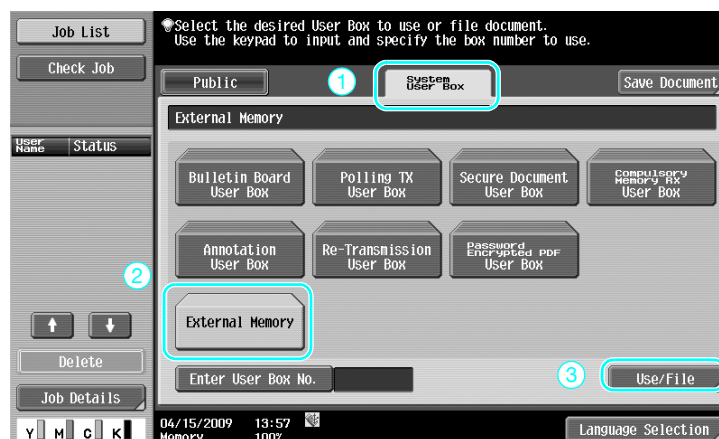 Job List
Check Job
User Name
Status
Delete
Job Details
Y M C K
Select the desired User Box to use or file document.
Use the keypad to input and specify the box number to use.
Public
1
System User Box
Save Document
External Memory
Bulletin Board
User Box
Polling TX
User Box
Secure Document
User Box
Compulsory
Memory RX
User Box
Annotation
User Box
Re-Transmission
User Box
Password
Encrypted PDF
User Box
2
External Memory
Enter User Box No.
3
Use/File
04/15/2009 13:57
Memory 100%
Language Selection